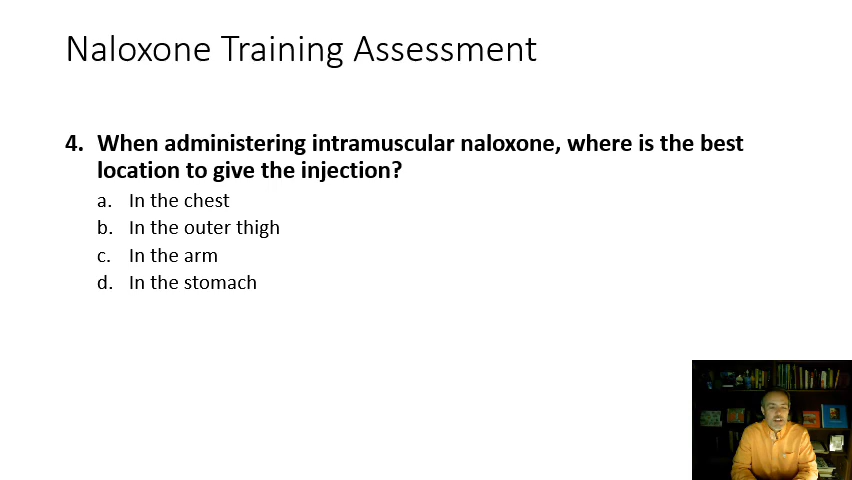 Naloxone Training Assessment
4. When administering intramuscular naloxone, where is the best
location to give the injection?
a. In the chest
b. In the outer thigh
c. In the arm
d. In the stomach